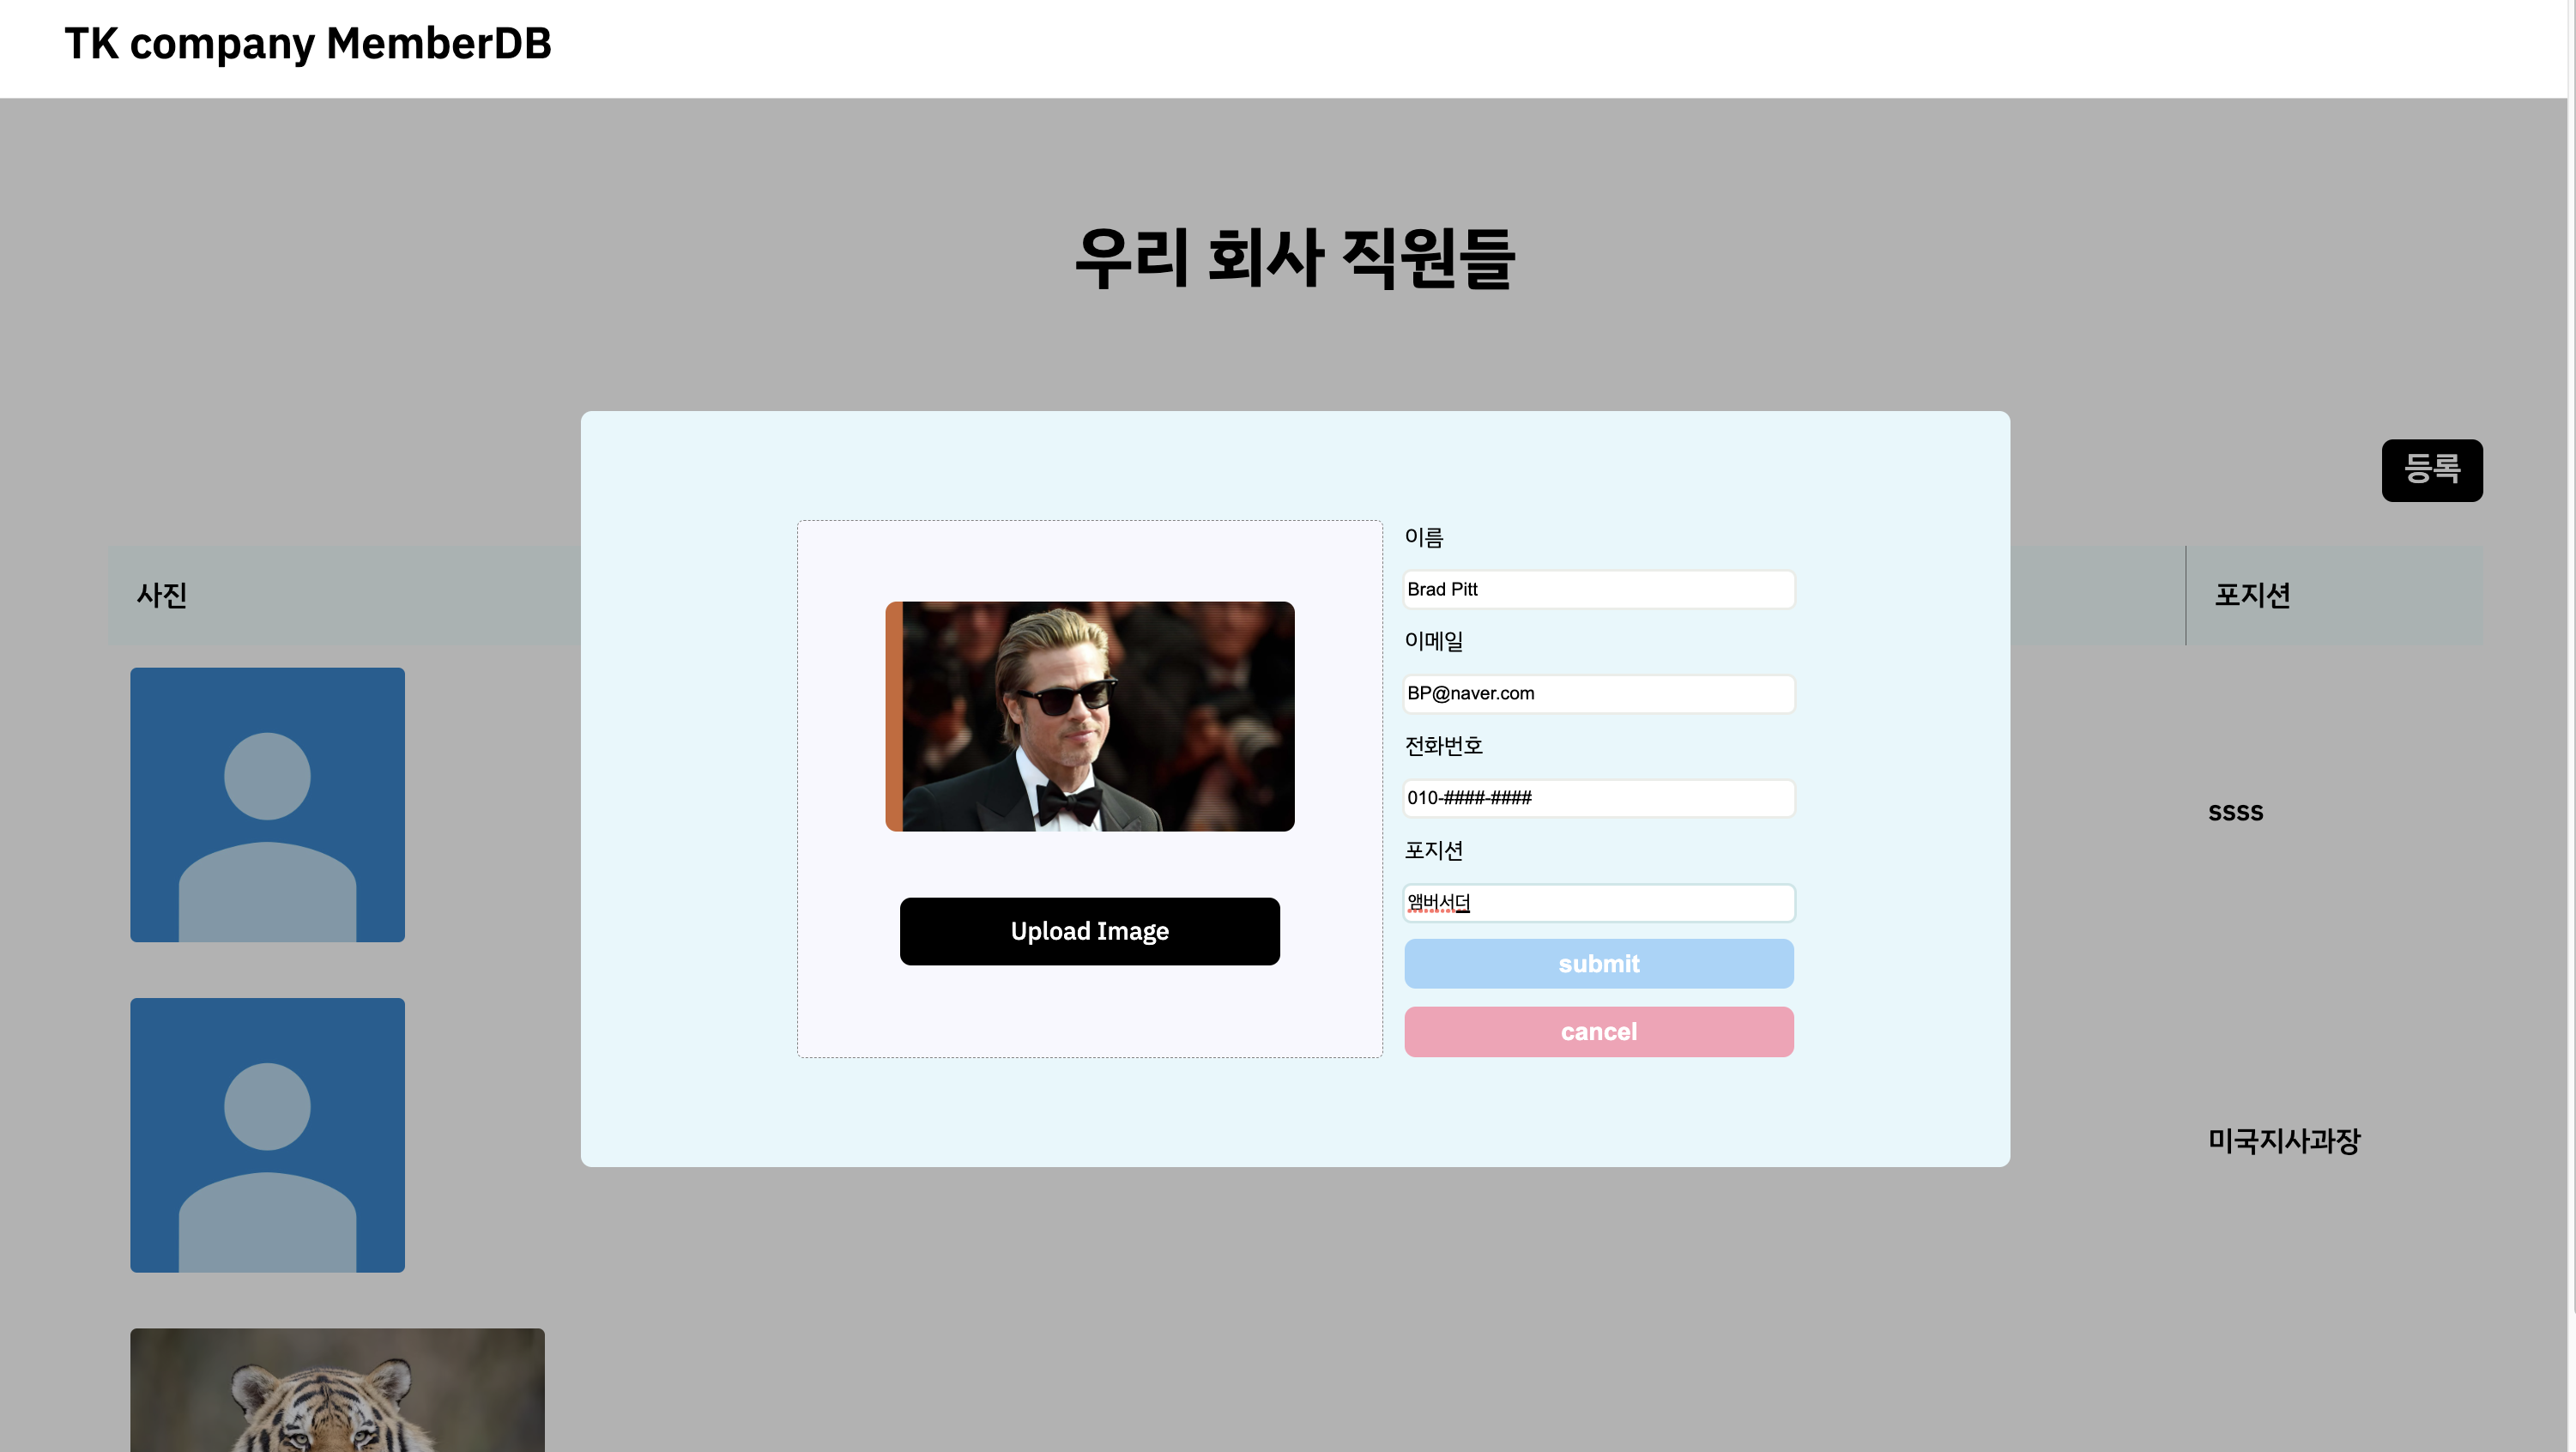 TK company MemberDB
우리 회사 직원들
등록
사진
포지션
이름
Brad Pitt
이메일
BP@naver.com
전화번호
010-####-####
포지션
앰버서더
submit
cancel
Upload Image
ssss
미국지사과장